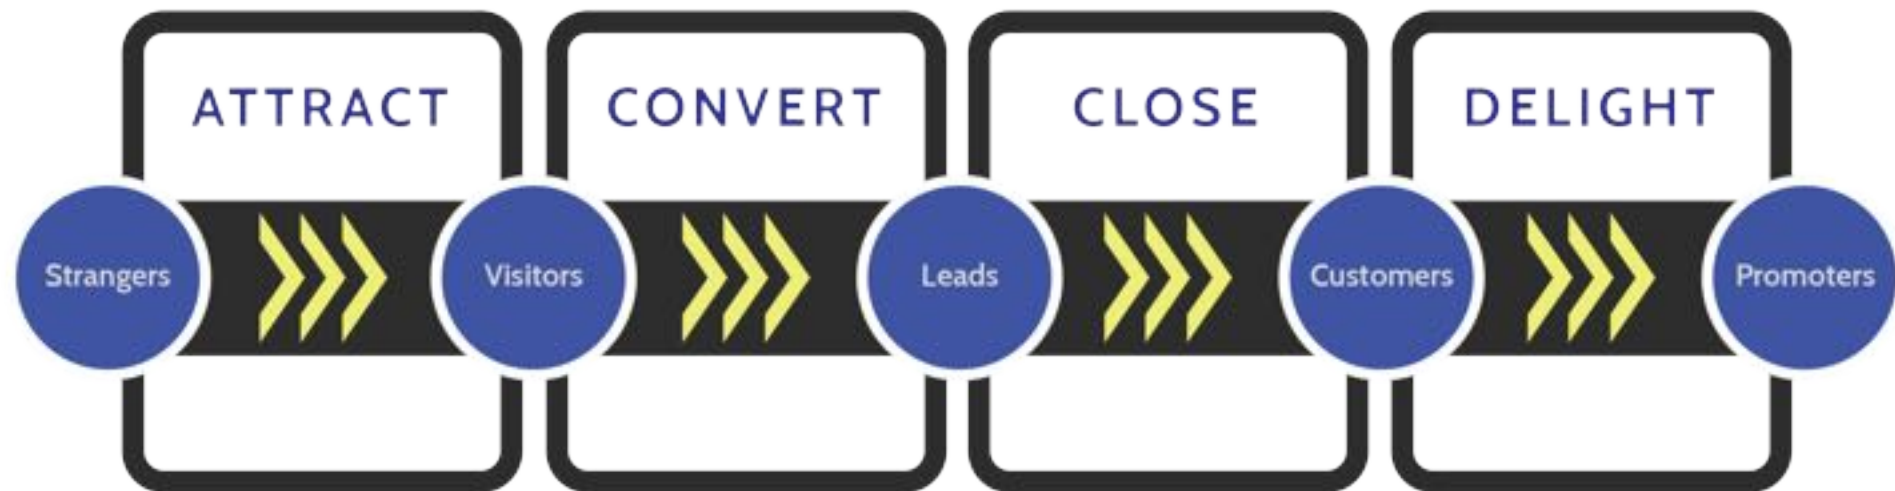 ATTRACT
CONVERT
CLOSE
DELIGHT
Strangers
Visitors
Leads
Customers
Promoters